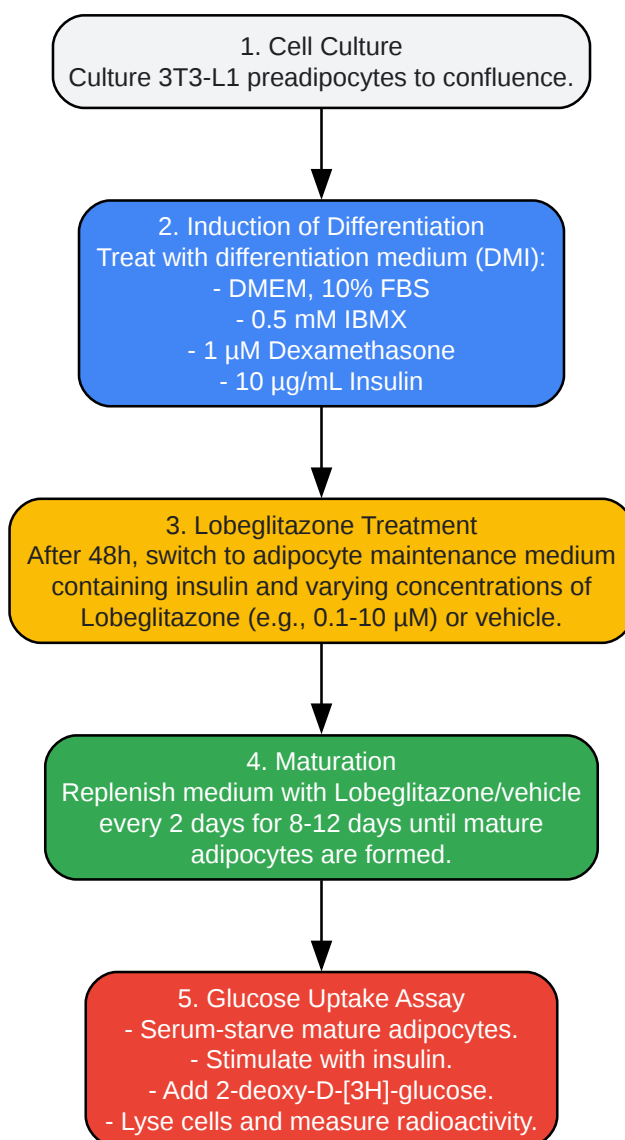 1. Cell Culture
Culture 3T3-L1 preadipocytes to confluence.
2. Induction of Differentiation
Treat with differentiation medium (DMI):
- DMEM, 10% FBS
- 0.5 mM IBMX
- 1 µM Dexamethasone
- 10 µg/mL Insulin
3. Lobeglitazone Treatment
After 48h, switch to adipocyte maintenance medium
containing insulin and varying concentrations of
Lobeglitazone (e.g., 0.1-10 µM) or vehicle.
4. Maturation
Replenish medium with Lobeglitazone/vehicle
every 2 days for 8-12 days until mature
adipocytes are formed.
5. Glucose Uptake Assay
- Serum-starve mature adipocytes.
- Stimulate with insulin.
- Add 2-deoxy-D-[3H]-glucose.
- Lyse cells and measure radioactivity.